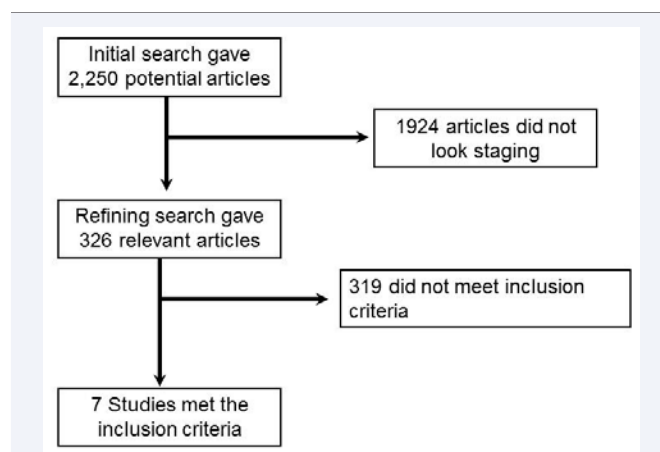 Initial search gave
2,250 potential articles
1924 articles did not
look staging
Refining search gave
326 relevant articles
319 did not meet inclusion
criteria
7 Studies met the
inclusion criteria